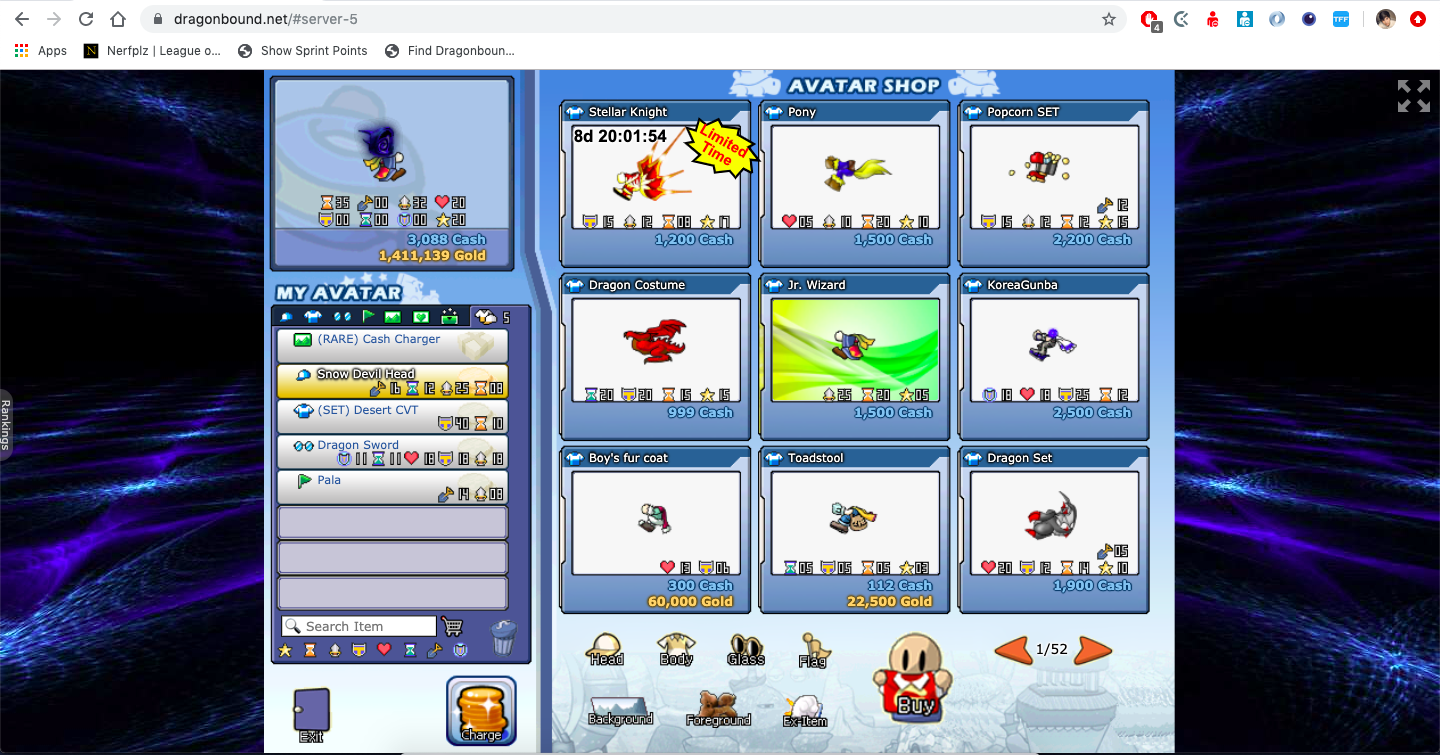 dragonbound.net/#server-5
4
Apps
Nerfplz | League o...
Show Sprint Points
Find Dragonboun...
TFF
35 00 32 20
00 00 00 20
3,088 Cash
1,411,139 Gold
MY AVATAR
5
(RARE) Cash Charger
Snow Devil Head
16 12 25 08
(SET) Desert CVT
40 10
Dragon Sword
11 11 18 18 18
Pala
14 08
Search Item
Exit
Charge
Rankings
AVATAR SHOP
Stellar Knight
8d 20:01:54
Limited
Time
15 12 08 17
1,200 Cash
Pony
05 10 20 10
1,500 Cash
Popcorn SET
12
15 12 12 15
2,200 Cash
Dragon Costume
20 20 15 15
999 Cash
Jr. Wizard
25 20 05
1,500 Cash
KoreaGunba
18 18 25 12
2,500 Cash
Boy's fur coat
13 06
300 Cash
60,000 Gold
Toadstool
05 05 05 03
112 Cash
22,500 Gold
Dragon Set
05
20 12 14 10
1,900 Cash
Head
Body
Glass
Flag
Background
Foreground
Ex-Item
Buy
1/52